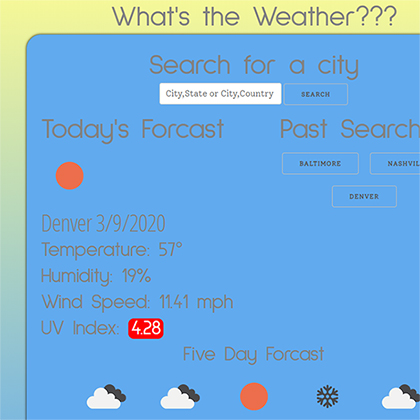 What's the Weather???
Search for a city
City,State or City,Country
SEARCH
Today's Forcast
Past Search
BALTIMORE
NASHVIL
DENVER
Denver 3/9/2020
Temperature: 57°
Humidity: 19%
Wind Speed: 11.41 mph
UV Index: 4.28
Five Day Forcast